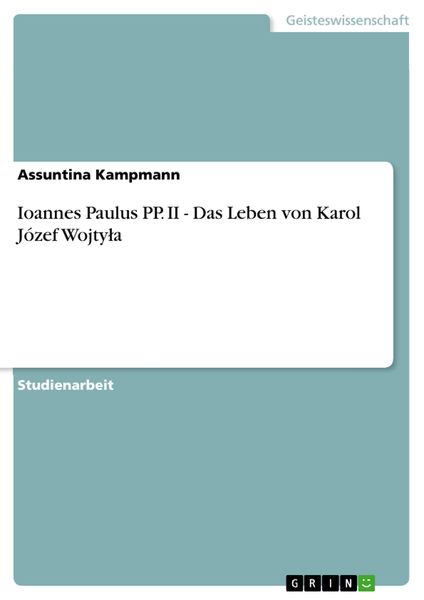 Geisteswissenschaft
Assuntina Kampmann
Ioannes Paulus PP. II - Das Leben von Karol
Józef Wojtyła
Studienarbeit
GRIN